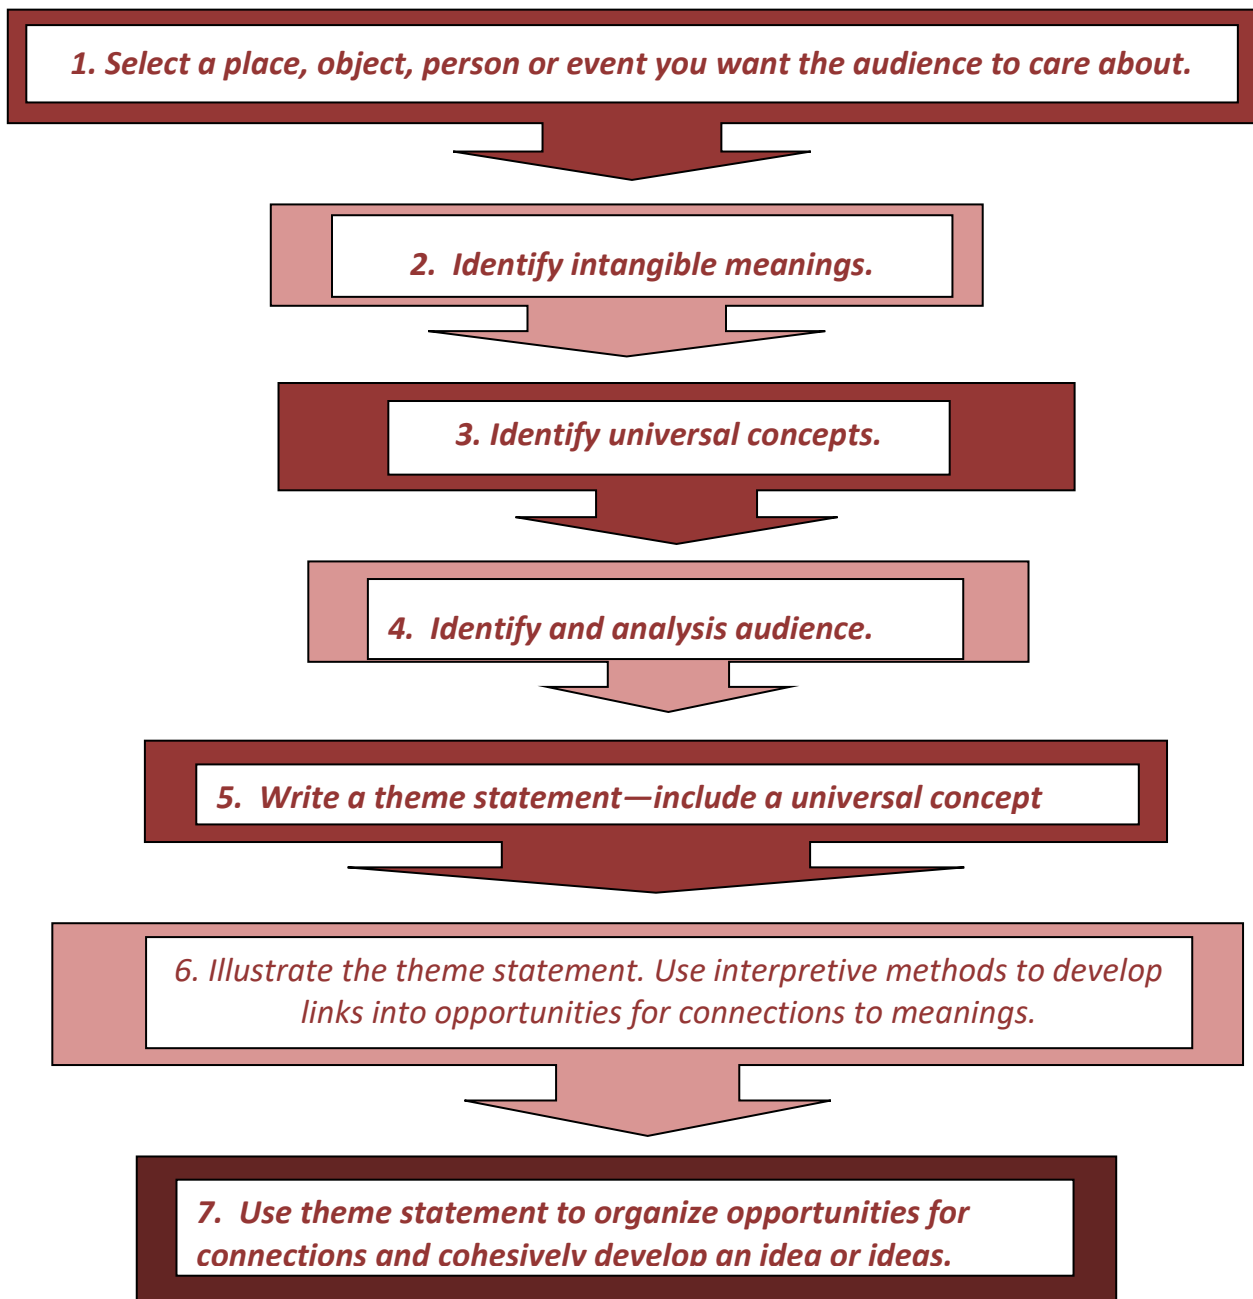 1. Select a place, object, person or event you want the audience to care about.
2. Identify intangible meanings.
3. Identify universal concepts.
4. Identify and analysis audience.
5. Write a theme statement—include a universal concept
6. Illustrate the theme statement. Use interpretive methods to develop
links into opportunities for connections to meanings.
7. Use theme statement to organize opportunities for
connections and cohesively develop an idea or ideas.